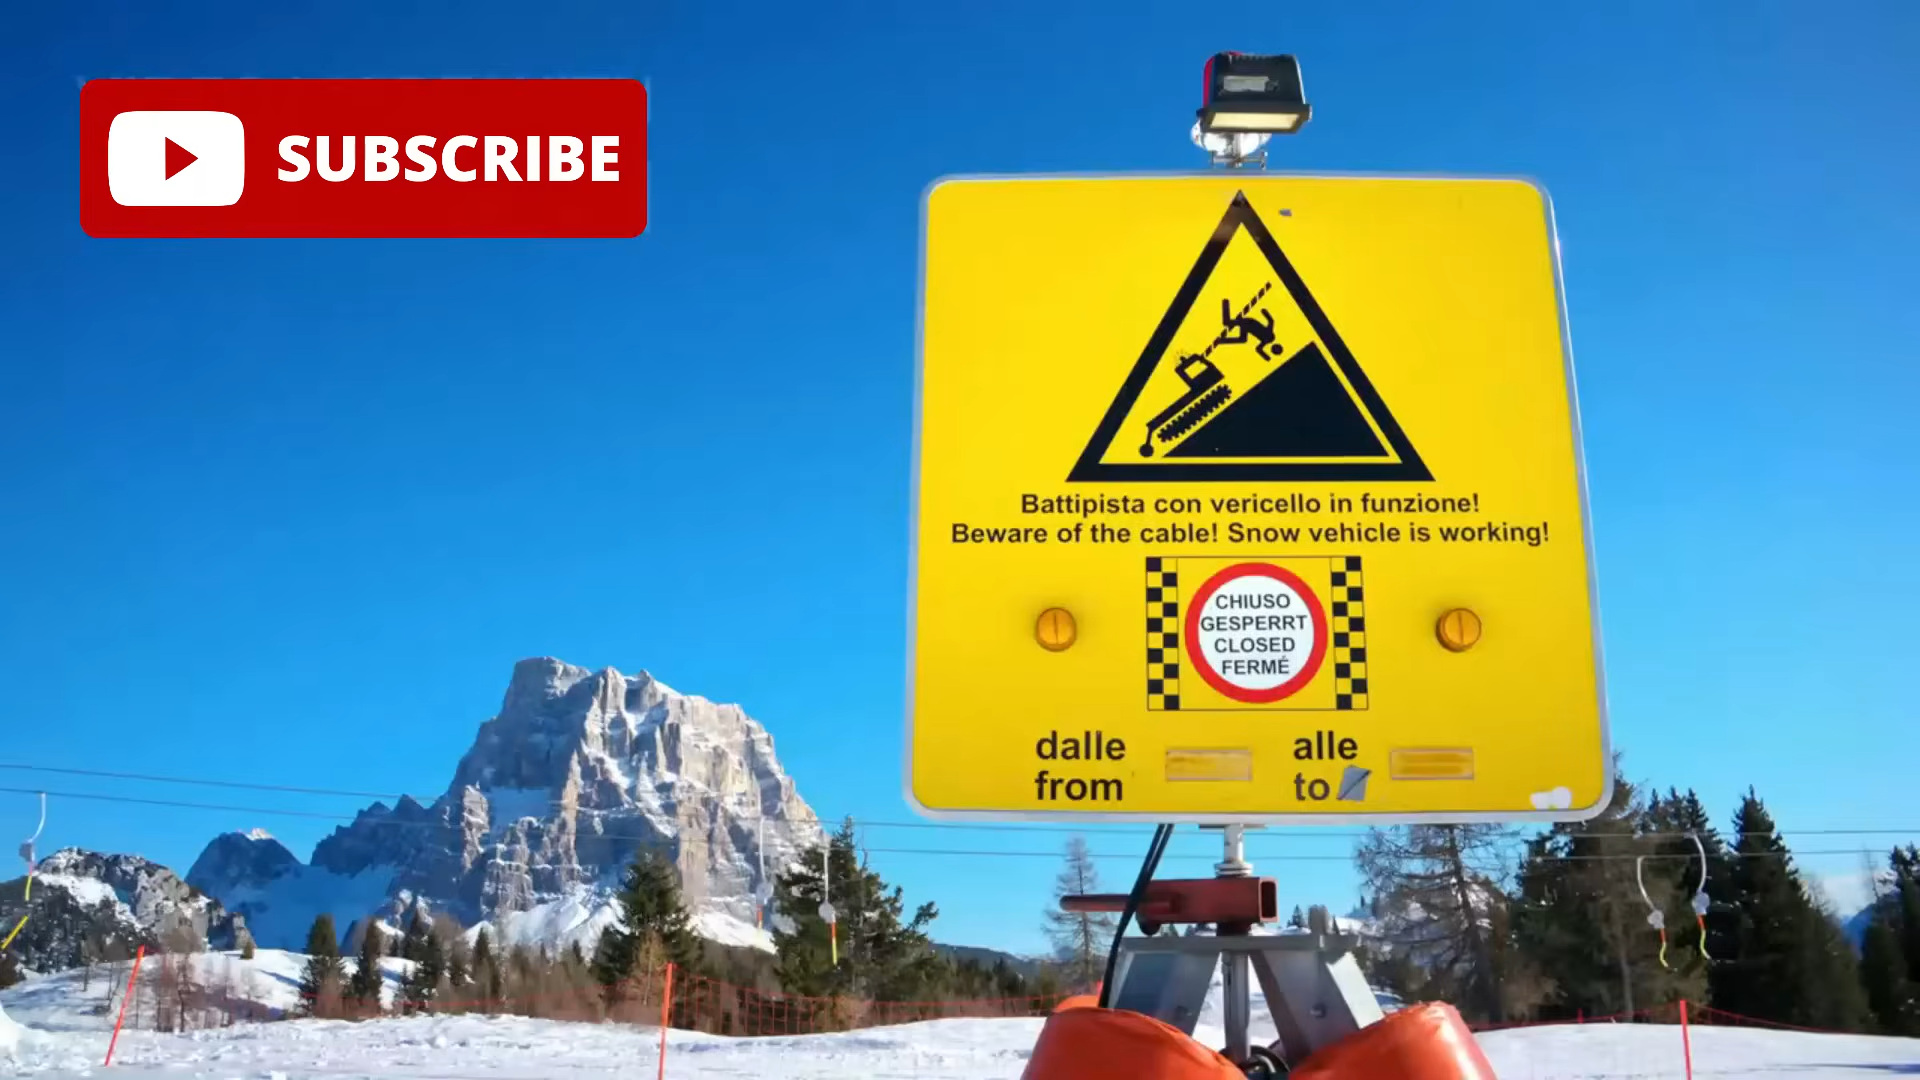 SUBSCRIBE
Battipista con vericello in funzione!
Beware of the cable! Snow vehicle is working!
CHIUSO
GESPERRT
CLOSED
FERMÉ
dalle
from
alle
to